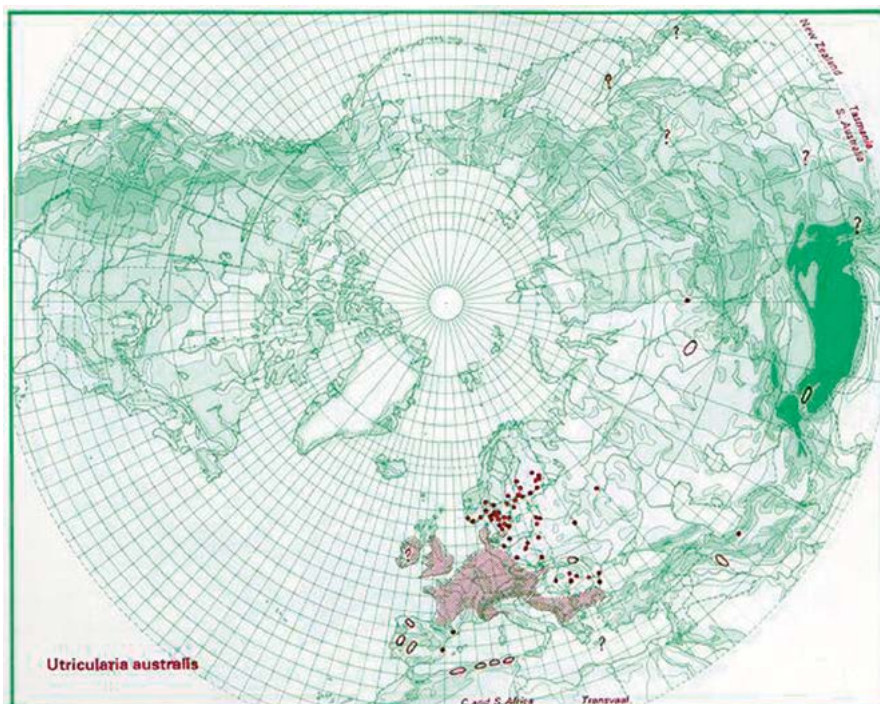 ?
New Zealand
?
?
Tasmania
S. Australia
?
?
?
?
Utricularia australis
C and S. Africa
Transvaal